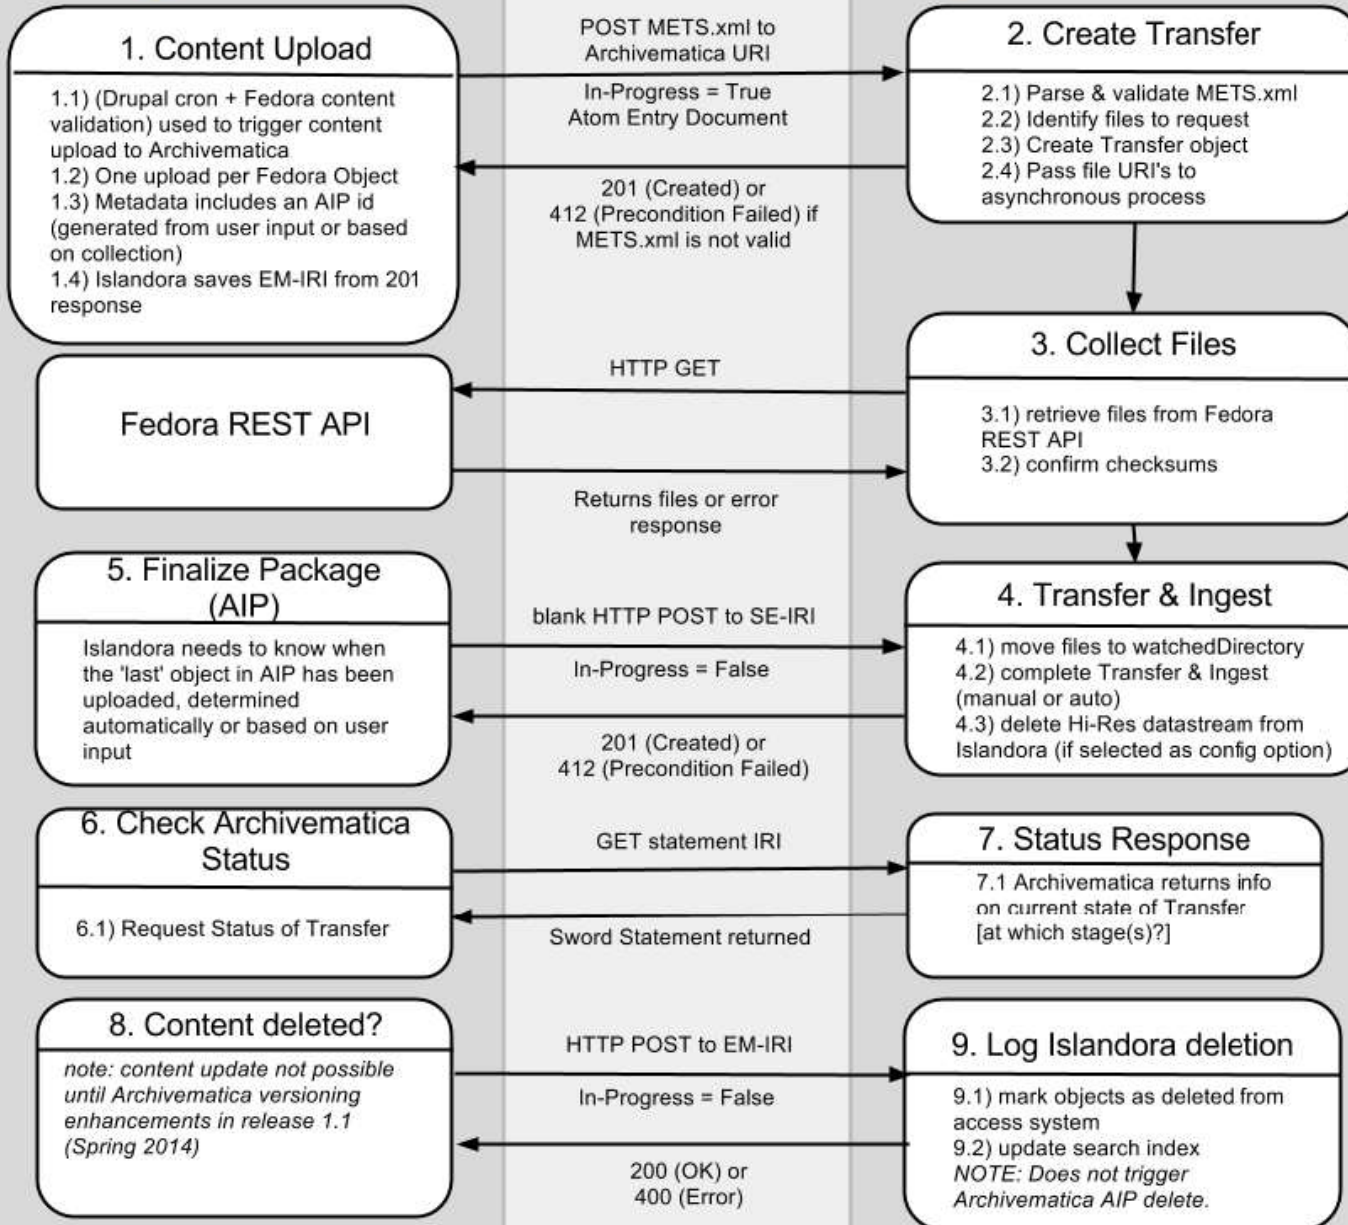 1. Content Upload
1.1) (Drupal cron + Fedora content
validation) used to trigger content
upload to Archivematica
1.2) One upload per Fedora Object
1.3) Metadata includes an AIP id
(generated from user input or based
on collection)
1.4) Islandora saves EM-IRI from 201
response
POST METS.xml to
Archivematica URI
In-Progress = True
Atom Entry Document
201 (Created) or
412 (Precondition Failed) if
METS.xml is not valid
2. Create Transfer
2.1) Parse & validate METS.xml
2.2) Identify files to request
2.3) Create Transfer object
2.4) Pass file URI's to
asynchronous process
Fedora REST API
HTTP GET
Returns files or error
response
3. Collect Files
3.1) retrieve files from Fedora
REST API
3.2) confirm checksums
5. Finalize Package
(AIP)
Islandora needs to know when
the 'last' object in AIP has been
uploaded, determined
automatically or based on user
input
blank HTTP POST to SE-IRI
In-Progress = False
201 (Created) or
412 (Precondition Failed)
4. Transfer & Ingest
4.1) move files to watchedDirectory
4.2) complete Transfer & Ingest
(manual or auto)
4.3) delete Hi-Res datastream from
Islandora (if selected as config option)
6. Check Archivematica
Status
6.1) Request Status of Transfer
GET statement IRI
Sword Statement returned
7. Status Response
7.1 Archivematica returns info
on current state of Transfer
[at which stage(s)?]
8. Content deleted?
note: content update not possible
until Archivematica versioning
enhancements in release 1.1
(Spring 2014)
HTTP POST to EM-IRI
In-Progress = False
200 (OK) or
400 (Error)
9. Log Islandora deletion
9.1) mark objects as deleted from
access system
9.2) update search index
NOTE: Does not trigger
Archivematica AIP delete.